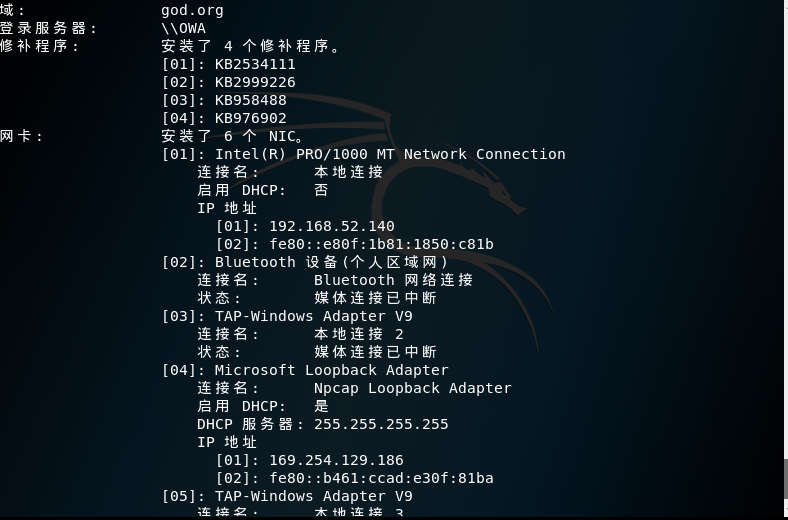 域: god.org
登录服务器: \\OWA
修补程序: 安装了 4 个修补程序。
[01]: KB2534111
[02]: KB2999226
[03]: KB958488
[04]: KB976902
网卡: 安装了 6 个 NIC。
[01]: Intel(R) PRO/1000 MT Network Connection
连接名: 本地连接
启用 DHCP: 否
IP 地址
[01]: 192.168.52.140
[02]: fe80::e80f:1b81:1850:c81b
[02]: Bluetooth 设备(个人区域网)
连接名: Bluetooth 网络连接
状态: 媒体连接已中断
[03]: TAP-Windows Adapter V9
连接名: 本地连接 2
状态: 媒体连接已中断
[04]: Microsoft Loopback Adapter
连接名: Npcap Loopback Adapter
启用 DHCP: 是
DHCP 服务器: 255.255.255.255
IP 地址
[01]: 169.254.129.186
[02]: fe80::b461:ccad:e30f:81ba
[05]: TAP-Windows Adapter V9
连接名: 本地连接 3